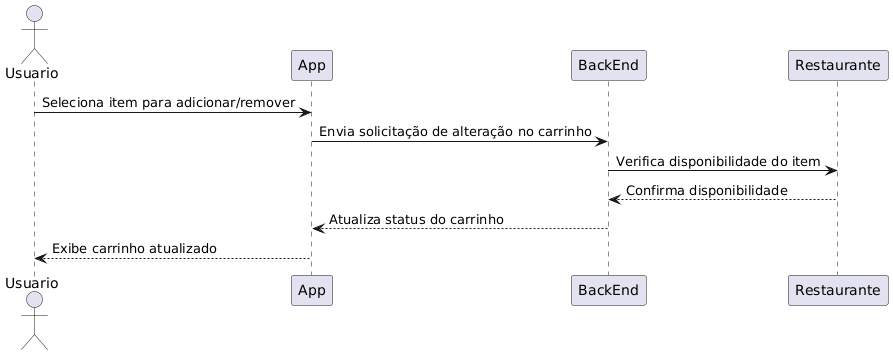 Usuario
App
BackEnd
Restaurante
Seleciona item para adicionar/remover
Envia solicitação de alteração no carrinho
Verifica disponibilidade do item
Confirma disponibilidade
Atualiza status do carrinho
Exibe carrinho atualizado
Usuario
App
BackEnd
Restaurante